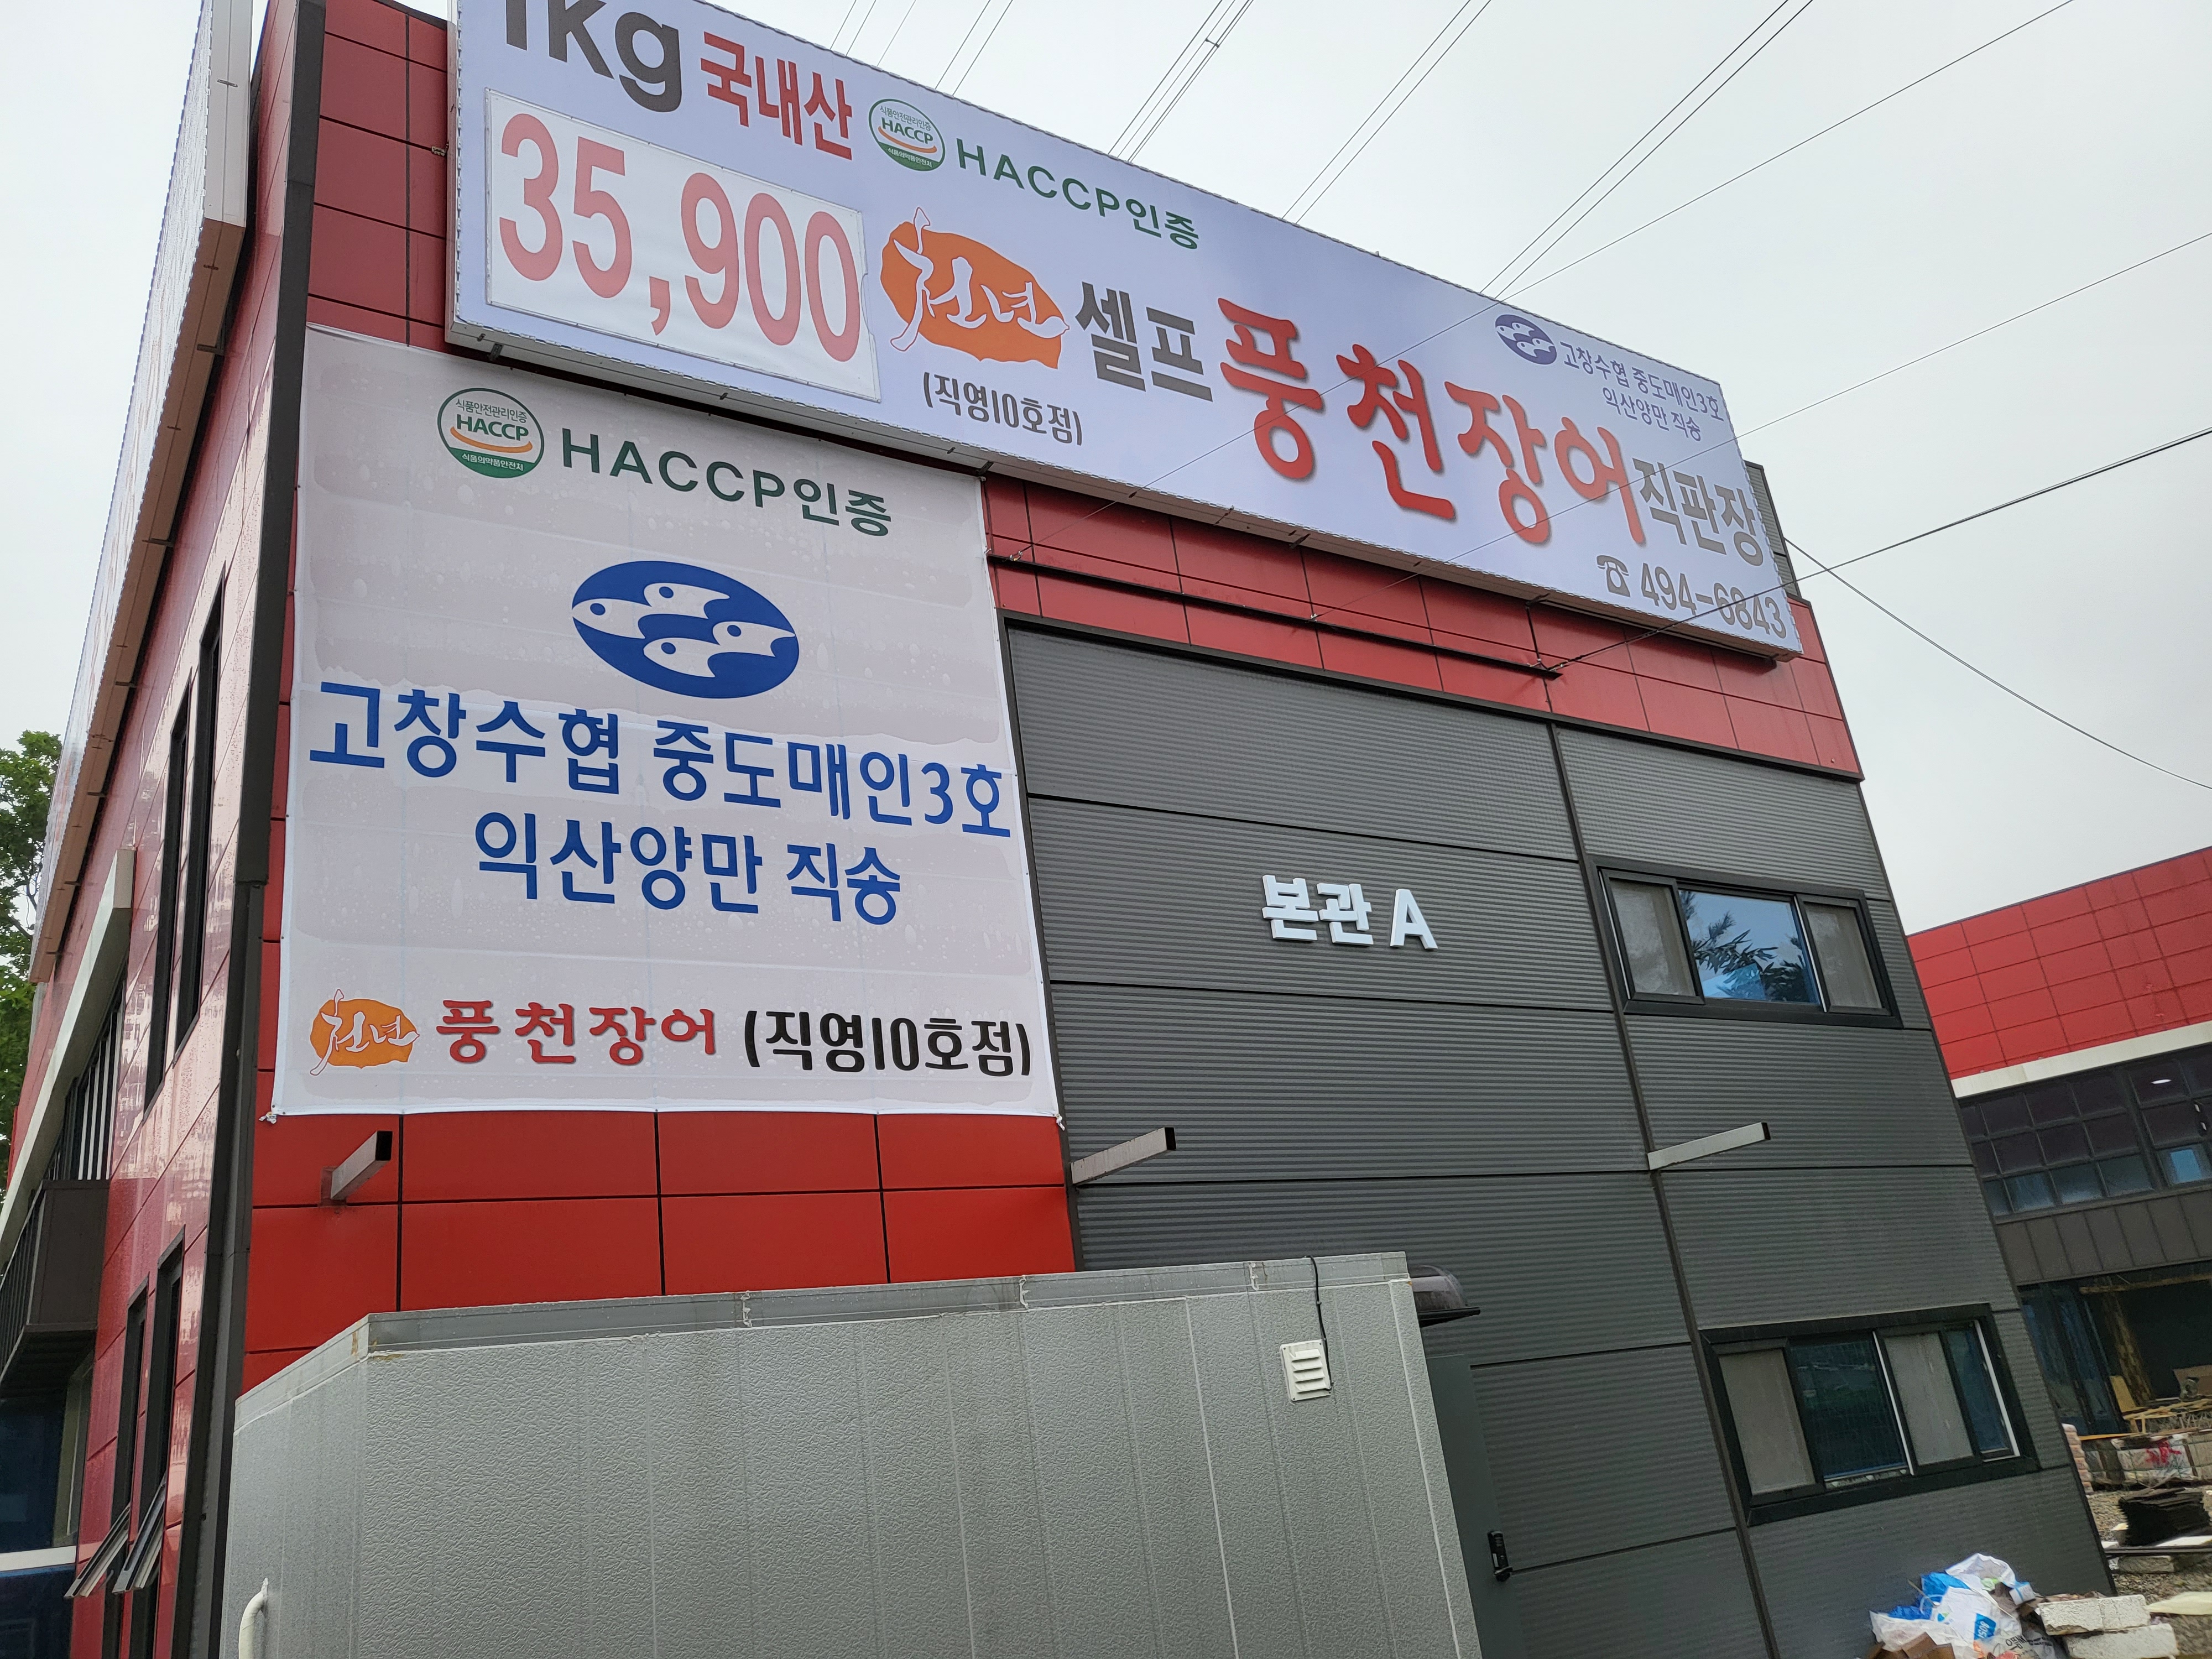 1kg 국내산
식품안전관리인증
HACCP
식품의약품안전처
HACCP인증
35,900
천년
(직영10호점)
셀프 풍천장어 직판장
고창수협 중도매인3호
익산양만 직송
☎ 494-6843
식품안전관리인증
HACCP
식품의약품안전처
HACCP인증
고창수협 중도매인3호
익산양만 직송
천년 풍천장어 (직영10호점)
본관 A